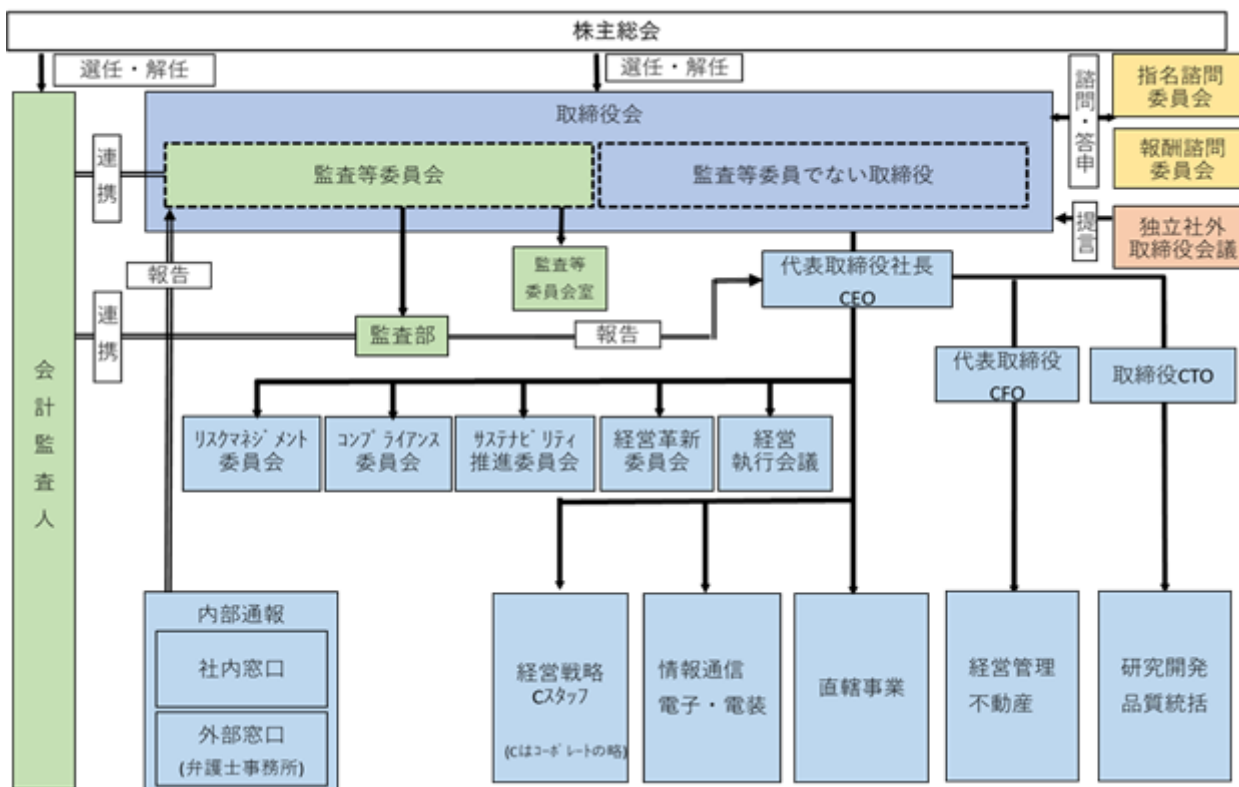 株主総会
選任・解任
選任・解任
諮問・答申
指名諮問
委員会
報酬諮問
委員会
取締役会
連携
監査等委員会
監査等委員でない取締役
提言
独立社外
取締役会議
報告
監査等
委員会室
代表取締役社長
CEO
連携
監査部
報告
代表取締役
CFO
取締役CTO
会計監査人
ﾘｽｸﾏﾈｼﾞﾒﾝﾄ
委員会
ｺﾝﾌﾟﾗｲｱﾝｽ
委員会
ｻｽﾃﾅﾋﾞﾘﾃｨ
推進委員会
経営革新
委員会
経営
執行会議
内部通報
社内窓口
外部窓口
(弁護士事務所)
経営戦略
Cスタッフ
(Cはｺｰﾎﾟﾚｰﾄの略)
情報通信
電子・電装
直轄事業
経営管理
不動産
研究開発
品質統括